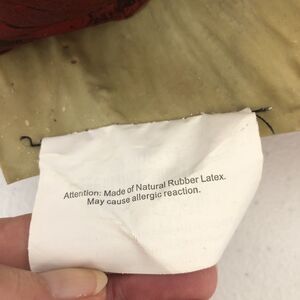 Attention: Made of Natural Rubber Latex.
May cause allergic reaction.